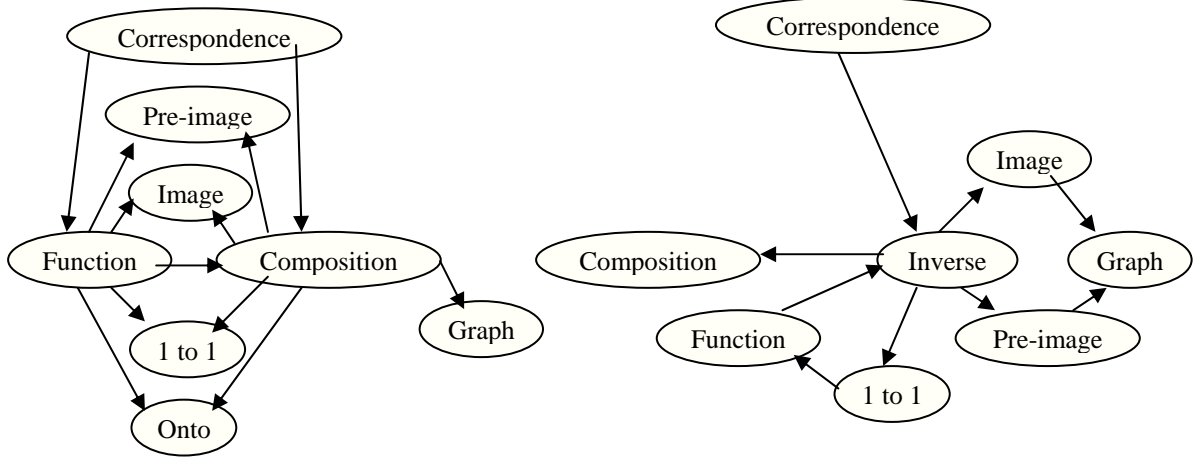 Correspondence
Pre-image
Image
Function
Composition
Graph
1 to 1
Onto
Correspondence
Image
Composition
Inverse
Graph
Function
Pre-image
1 to 1